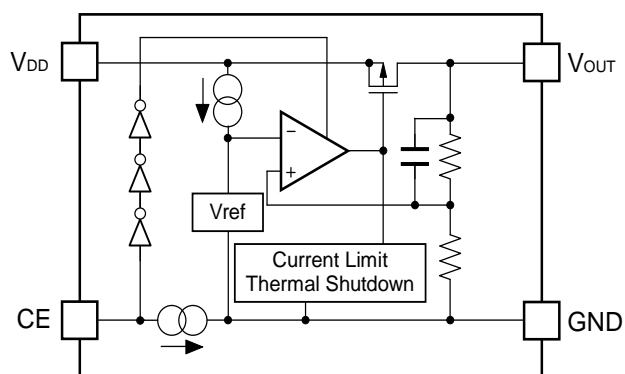 VDD
VOUT
−
+
Vref
Current Limit
Thermal Shutdown
CE
GND